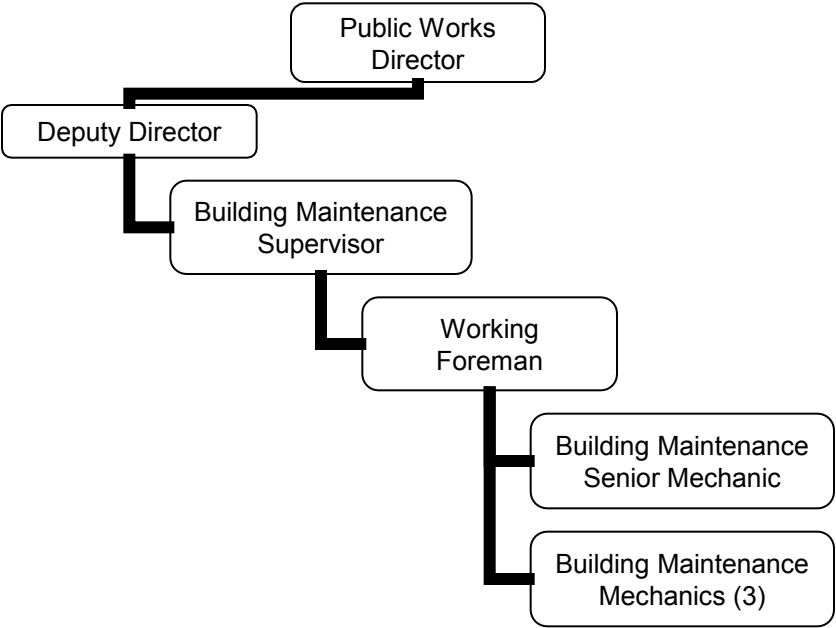 Public Works
Director
Deputy Director
Building Maintenance
Supervisor
Working
Foreman
Building Maintenance
Senior Mechanic
Building Maintenance
Mechanics (3)